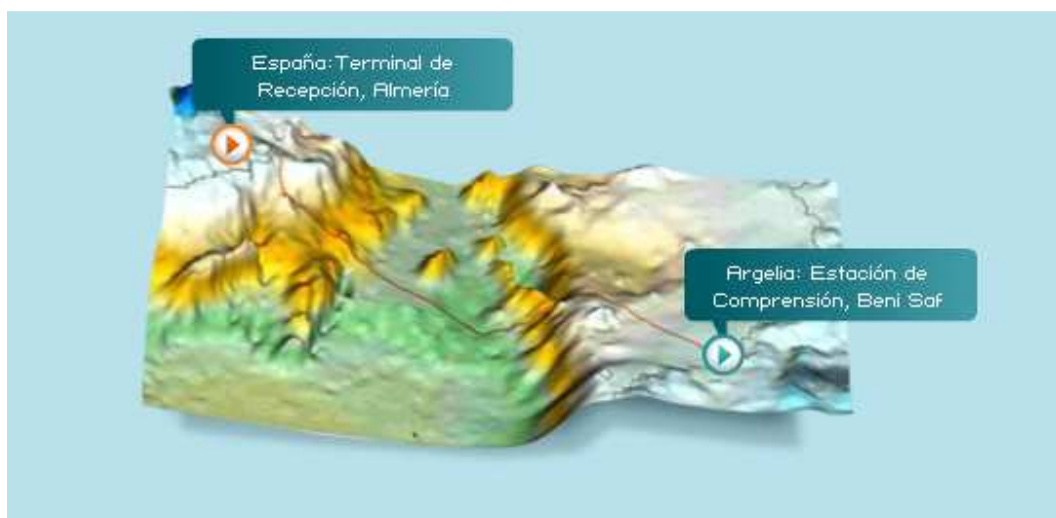 España:Terminal de
Recepción, Almería
Argelia: Estación de
Comprensión, Beni Saf